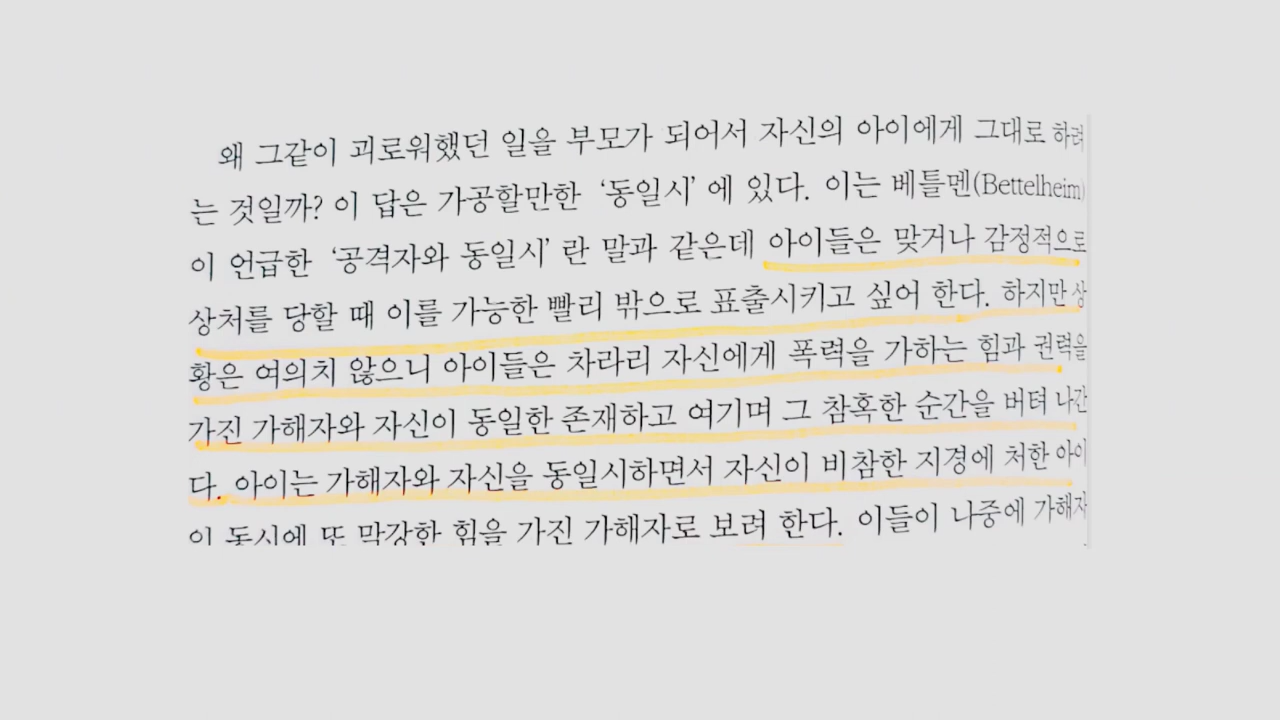 왜 그같이 괴로워했던 일을 부모가 되어서 자신의 아이에게 그대로 하려
는 것일까? 이 답은 가공할만한 ‘동일시’ 에 있다. 이는 베틀멘(Bettelheim)
이 언급한 ‘공격자와 동일시’ 란 말과 같은데 아이들은 맞거나 감정적으로
상처를 당할 때 이를 가능한 빨리 밖으로 표출시키고 싶어 한다. 하지만 상
황은 여의치 않으니 아이들은 차라리 자신에게 폭력을 가하는 힘과 권력을
가진 가해자와 자신이 동일한 존재하고 여기며 그 참혹한 순간을 버텨 나간
다. 아이는 가해자와 자신을 동일시하면서 자신이 비참한 지경에 처한 아이
이 동시에 또 막강한 힘을 가진 가해자로 보려 한다. 이들이 나중에 가해자